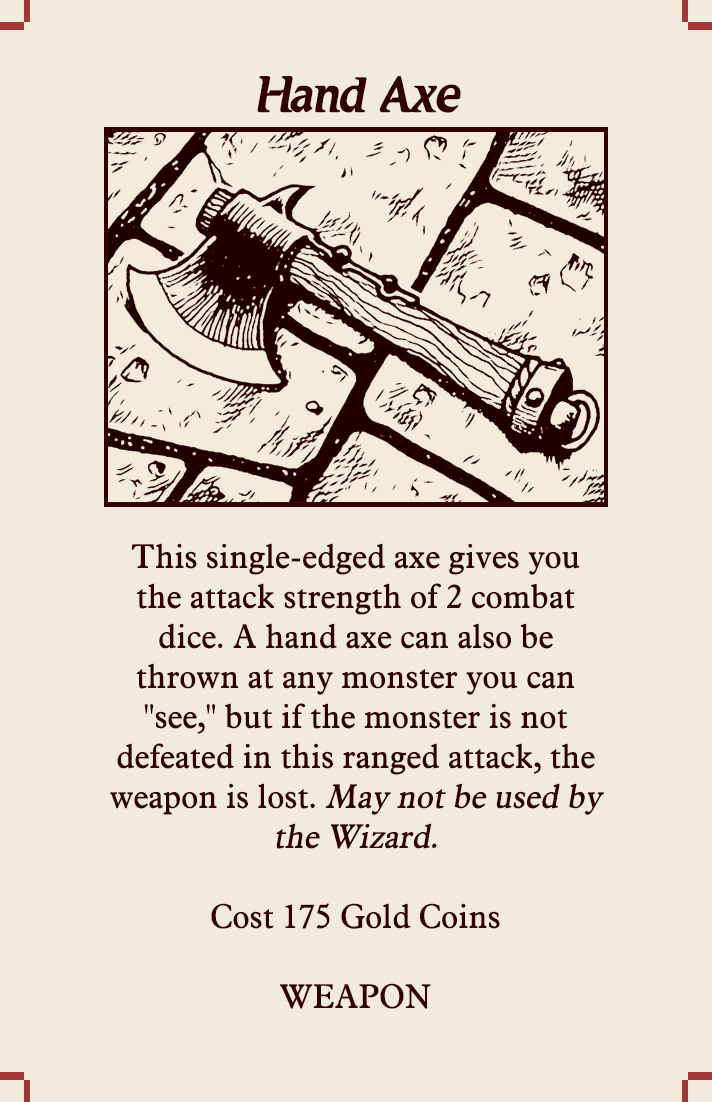 Hand Axe
This single-edged axe gives you
the attack strength of 2 combat
dice. A hand axe can also be
thrown at any monster you can
"see," but if the monster is not
defeated in this ranged attack, the
weapon is lost. May not be used by
the Wizard.
Cost 175 Gold Coins
WEAPON